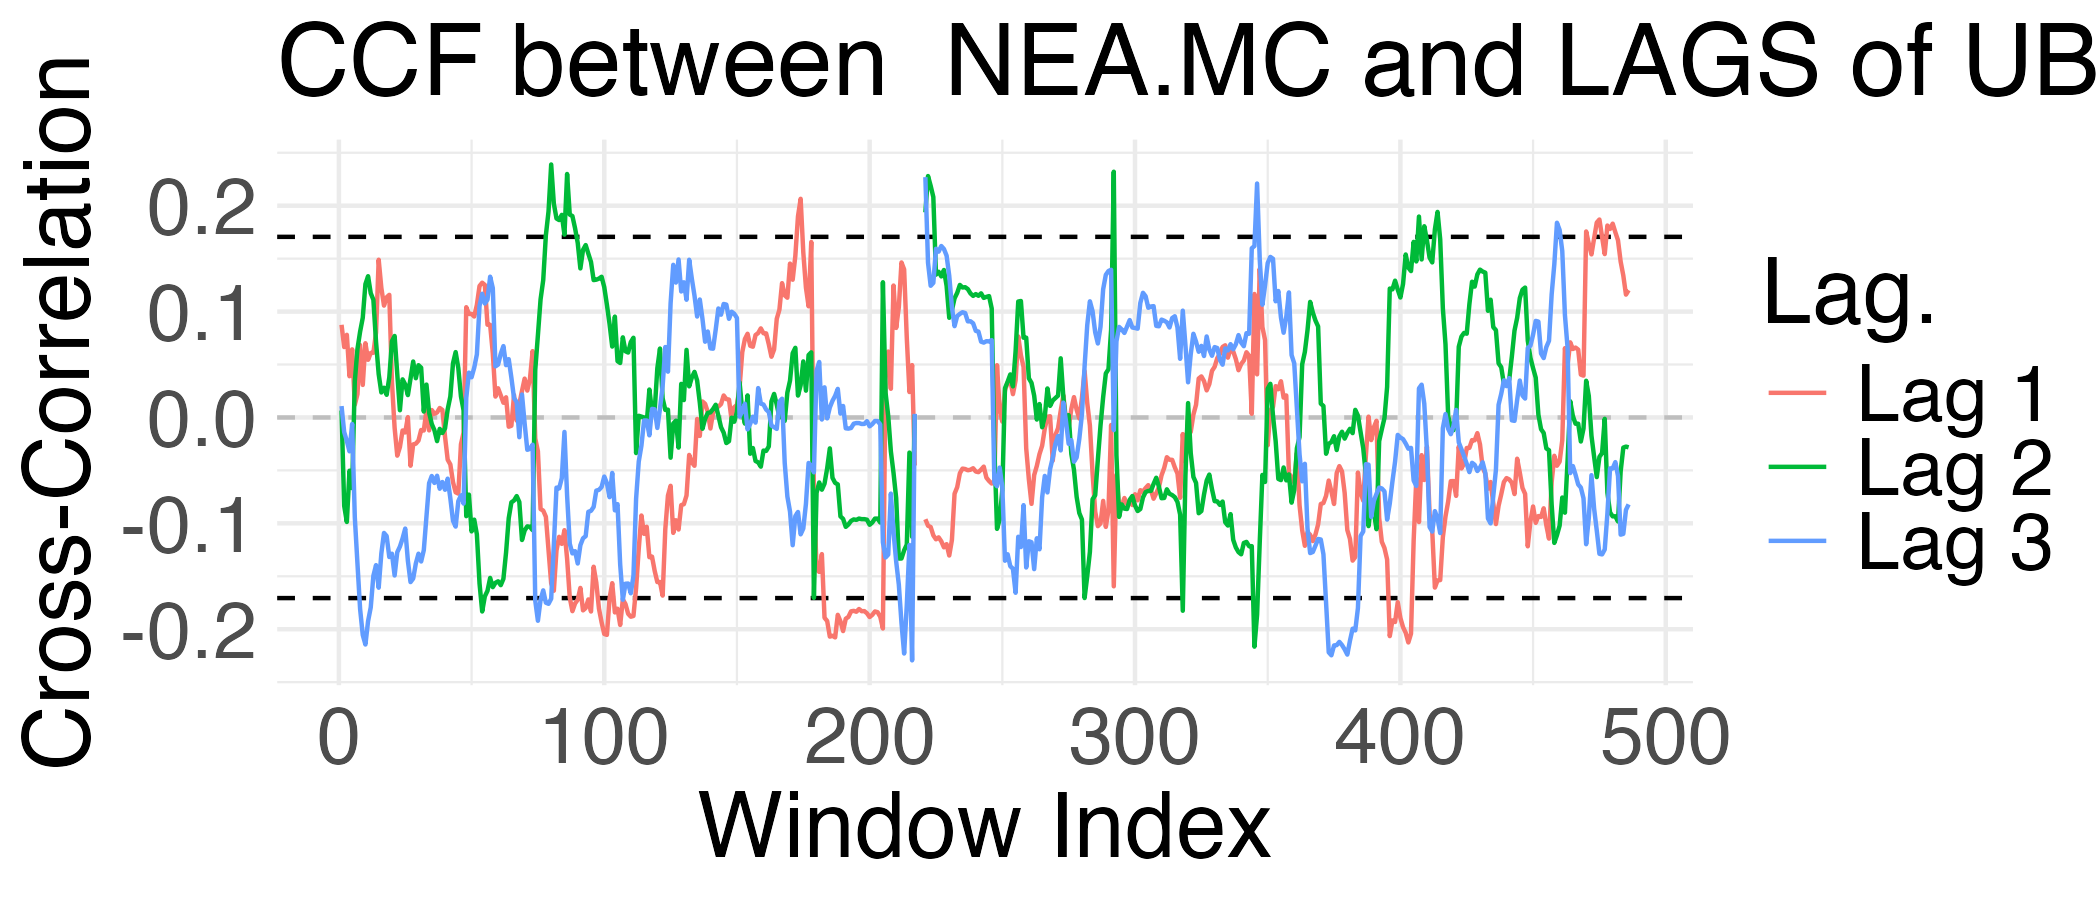 CCF between  NEA.MC and LAGS of UB
Cross-Correlation
0.2
0.1
0.0
-0.1
-0.2
0 100 200 300 400 500
Window Index
Lag.
Lag 1
Lag 2
Lag 3